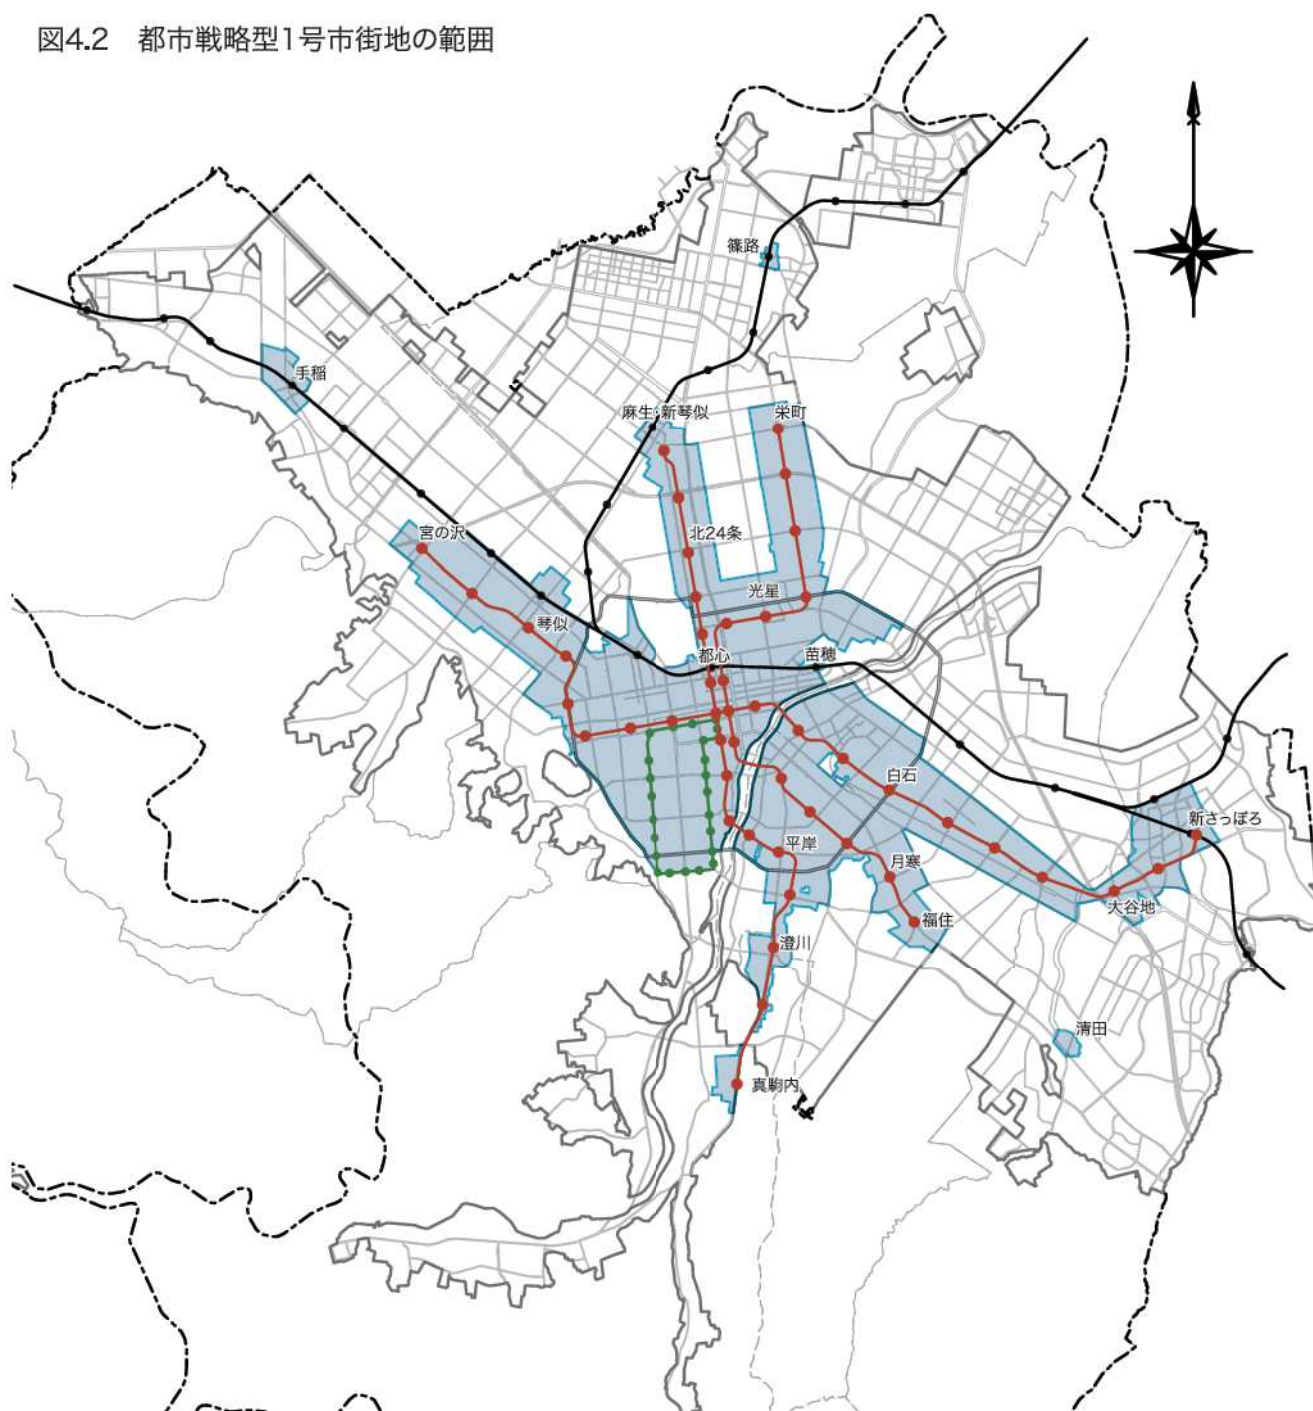 図4.2　都市戦略型1号市街地の範囲
篠路
手稲
麻生・新琴似
栄町
宮の沢
北24条
光星
琴似
都心
苗穂
白石
新さっぽろ
平岸
月寒
大谷地
福住
澄川
清田
真駒内